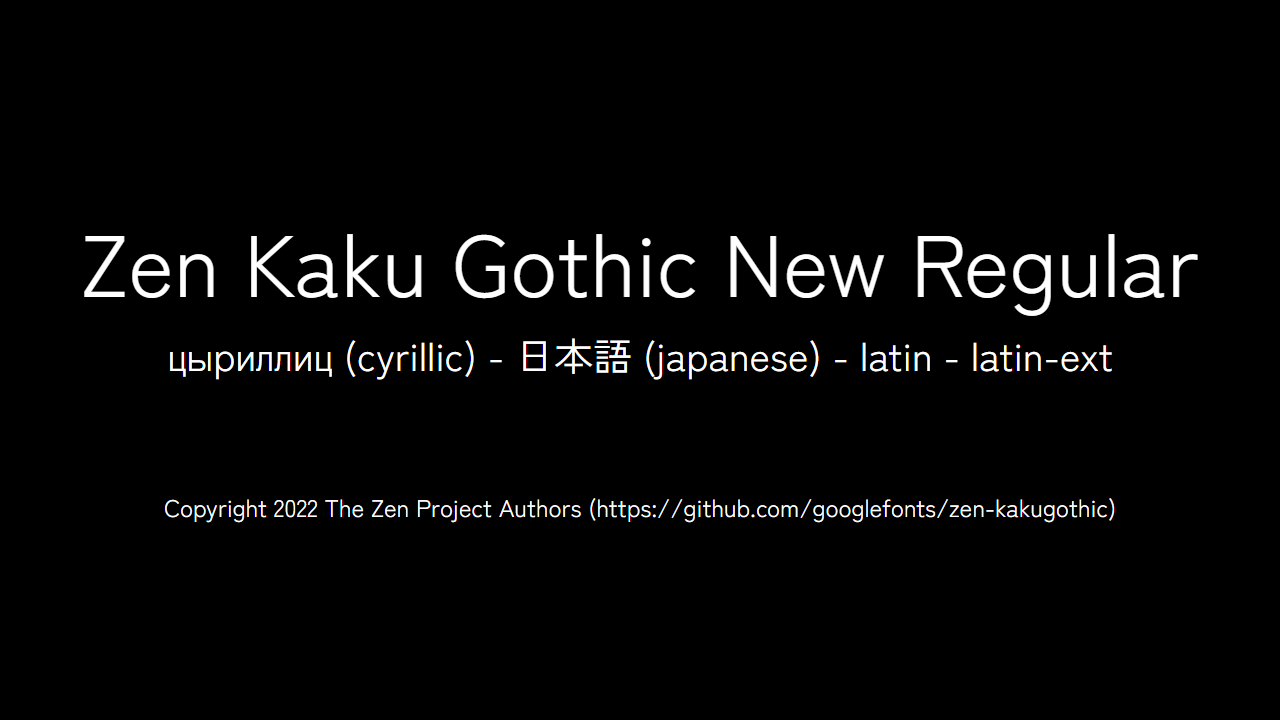 Zen Kaku Gothic New Regular
цыриллиц (cyrillic) - 日本語 (japanese) - latin - latin-ext
Copyright 2022 The Zen Project Authors (https://github.com/googlefonts/zen-kakugothic)